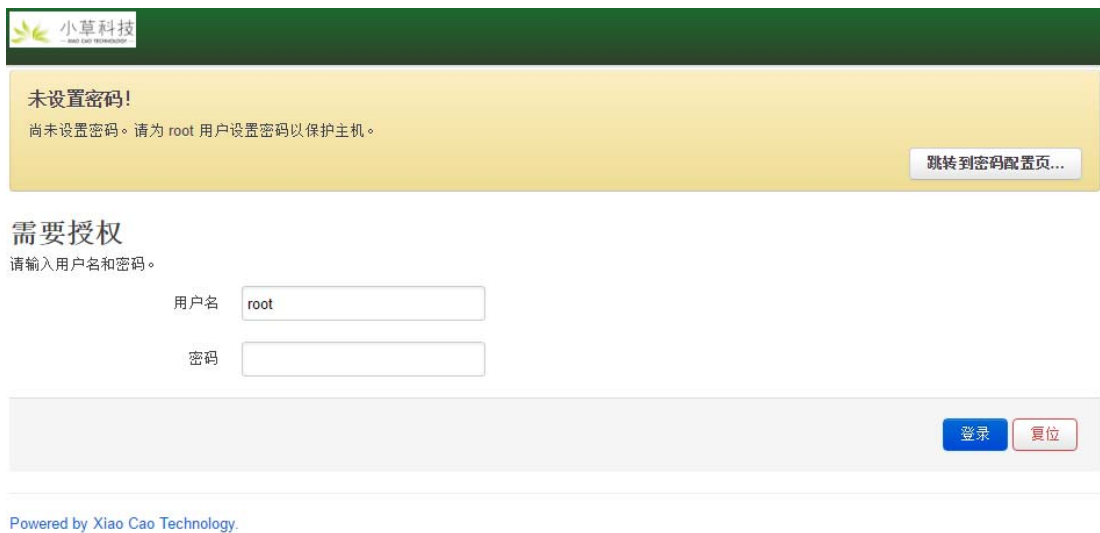 小草科技
XIAO CAO TECHNOLOGY
未设置密码!
尚未设置密码。请为 root 用户设置密码以保护主机。
跳转到密码配置页...
需要授权
请输入用户名和密码。
用户名 root
密码
登录 复位
Powered by Xiao Cao Technology.